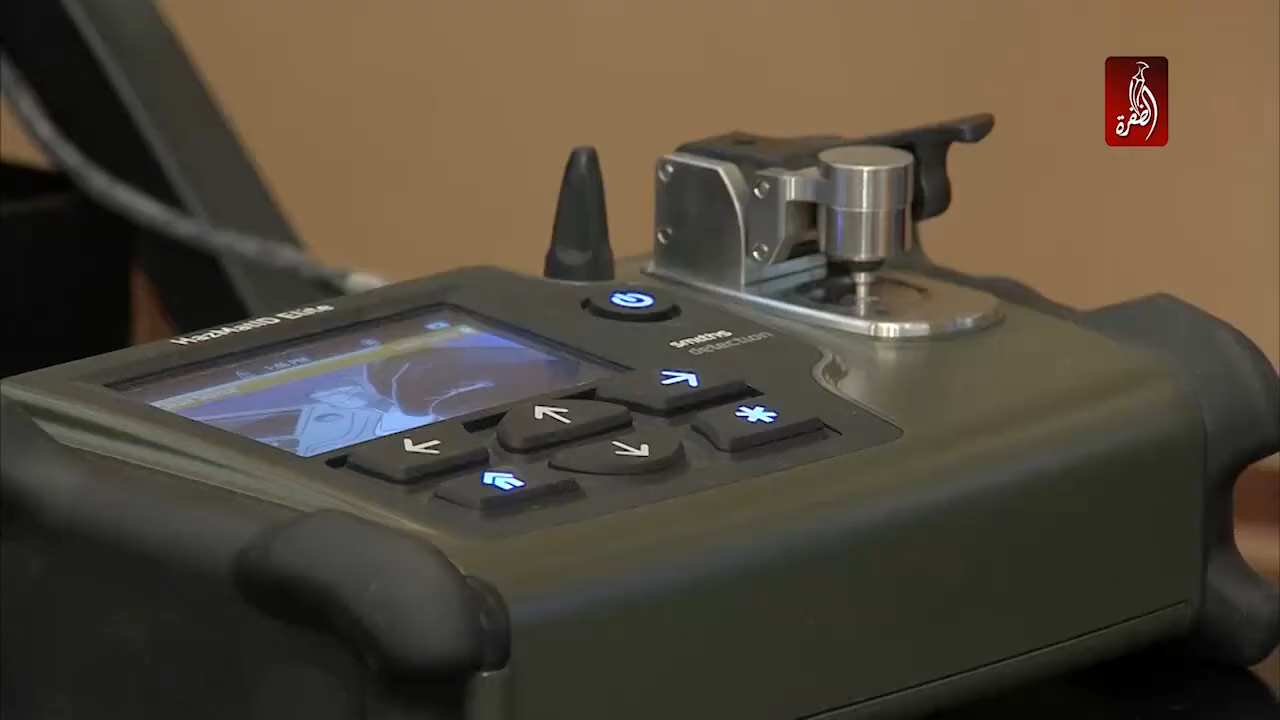 الظفرة
HazMatID Elite
smiths
detection